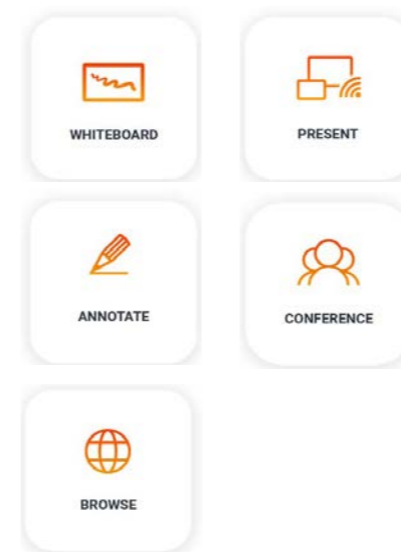 WHITEBOARD
PRESENT
ANNOTATE
CONFERENCE
BROWSE